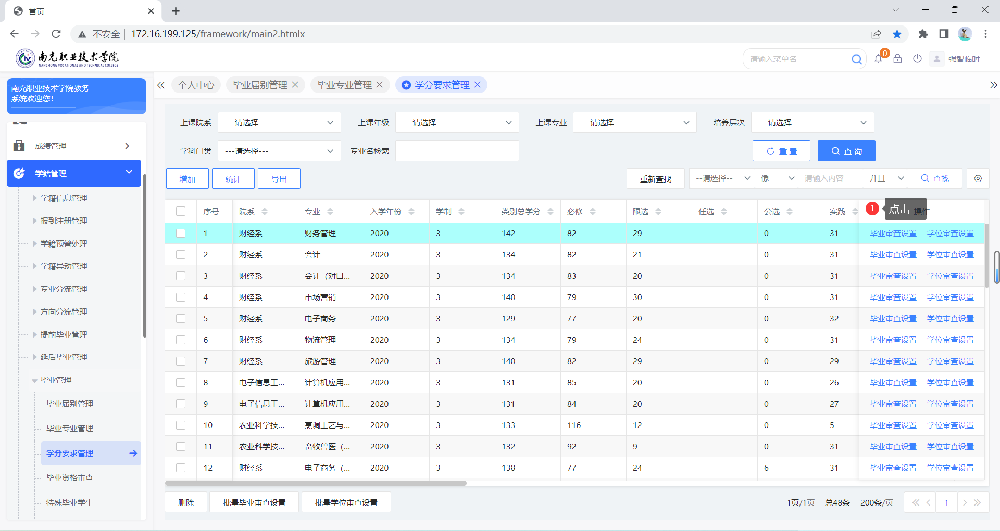 首页
不安全 172.16.199.125/framework/main2.htmlx
南充职业技术学院
NANCHONG VOCATIONAL AND TECHNICAL COLLEGE
请输入菜单名
0
强智临时
南充职业技术学院教务
系统欢迎您!
个人中心 毕业届别管理 毕业专业管理 学分要求管理
成绩管理
学籍管理
学籍信息管理
报到注册管理
学籍预警处理
学籍异动管理
专业分流管理
方向分流管理
提前毕业管理
延后毕业管理
毕业管理
毕业届别管理
毕业专业管理
学分要求管理
毕业资格审查
特殊毕业学生
上课院系 ---请选择--- 上课年级 ---请选择--- 上课专业 ---请选择--- 培养层次 ---请选择---
学科门类 ---请选择--- 专业名检索 重 置 查 询
增加 统计 导出 重新查找 --请选择-- 像 请输入内容 并且 查找
序号 院系 专业 入学年份 学制 类别总学分 必修 限选 任选 公选 实践 1 点击 操作
1 财经系 财务管理 2020 3 142 82 29 0 31 毕业审查设置 学位审查设置
2 财经系 会计 2020 3 134 82 21 0 31 毕业审查设置 学位审查设置
3 财经系 会计（对口... 2020 3 134 83 20 0 31 毕业审查设置 学位审查设置
4 财经系 市场营销 2020 3 140 79 30 0 31 毕业审查设置 学位审查设置
5 财经系 电子商务 2020 3 129 77 20 0 32 毕业审查设置 学位审查设置
6 财经系 物流管理 2020 3 134 79 24 0 31 毕业审查设置 学位审查设置
7 财经系 旅游管理 2020 3 140 82 29 0 29 毕业审查设置 学位审查设置
8 电子信息工... 计算机应用... 2020 3 131 85 20 0 26 毕业审查设置 学位审查设置
9 电子信息工... 计算机应用... 2020 3 131 84 20 0 27 毕业审查设置 学位审查设置
10 农业科学技... 烹调工艺与... 2020 3 133 116 12 0 5 毕业审查设置 学位审查设置
11 农业科学技... 畜牧兽医（... 2020 3 132 92 9 0 31 毕业审查设置 学位审查设置
12 财经系 电子商务（... 2020 3 138 77 24 6 31 毕业审查设置 学位审查设置
删除 批量毕业审查设置 批量学位审查设置 1页/1页 总48条 200条/页 1